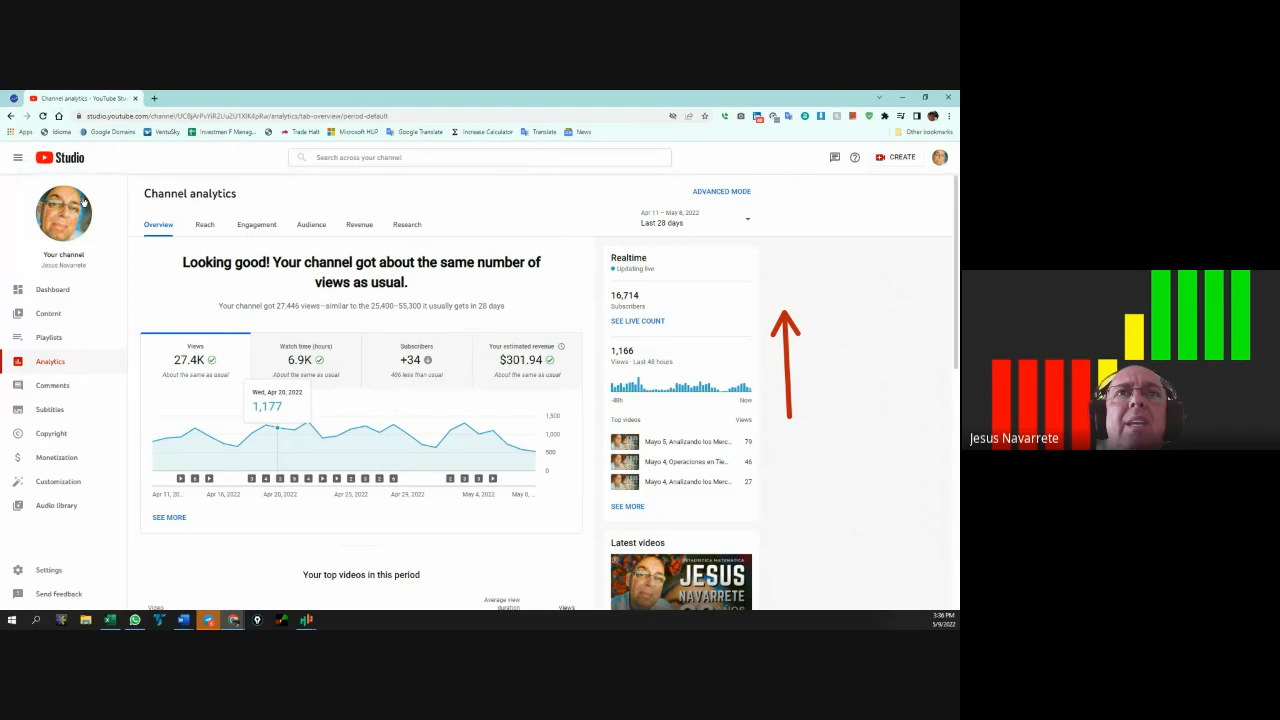 Channel analytics - YouTube Stu
studio.youtube.com/channel/UCBjArPvYiR2Uu2U1XIK4pRw/analytics/tab-overview/period-default
Apps Idioma Google Domains VentuSky Investmen F Manag... Trade Halt Microsoft HUP Google Translate Increase Calculator Translate News Other bookmarks
Studio
Search across your channel
CREATE
Your channel
Jesus Navarrete
Dashboard
Content
Playlists
Analytics
Comments
Subtitles
Copyright
Monetization
Customization
Audio library
Settings
Send feedback
Channel analytics
ADVANCED MODE
Overview Reach Engagement Audience Revenue Research
Apr 11 – May 8, 2022
Last 28 days
Looking good! Your channel got about the same number of
views as usual.
Your channel got 27,446 views—similar to the 25,400–55,300 it usually gets in 28 days
Views
27.4K
About the same as usual
Watch time (hours)
6.9K
About the same as usual
Subscribers
+34
406 less than usual
Your estimated revenue
$301.94
About the same as usual
Wed, Apr 20, 2022
1,177
1,500
1,000
500
0
Apr 11, 20... Apr 16, 2022 Apr 20, 2022 Apr 25, 2022 Apr 29, 2022 May 4, 2022 May 8, ...
SEE MORE
Your top videos in this period
Video
Average view
duration
Views
Realtime
Updating live
16,714
Subscribers
SEE LIVE COUNT
1,166
Views · Last 48 hours
-48h Now
Top videos Views
Mayo 5, Analizando los Merc... 79
Mayo 4, Operaciones en Tie... 46
Mayo 4, Analizando los Merc... 27
SEE MORE
Latest videos
ESTADISTICA MATEMATICA
JESUS
NAVARRETE
3:36 PM
5/9/2022
Jesus Navarrete